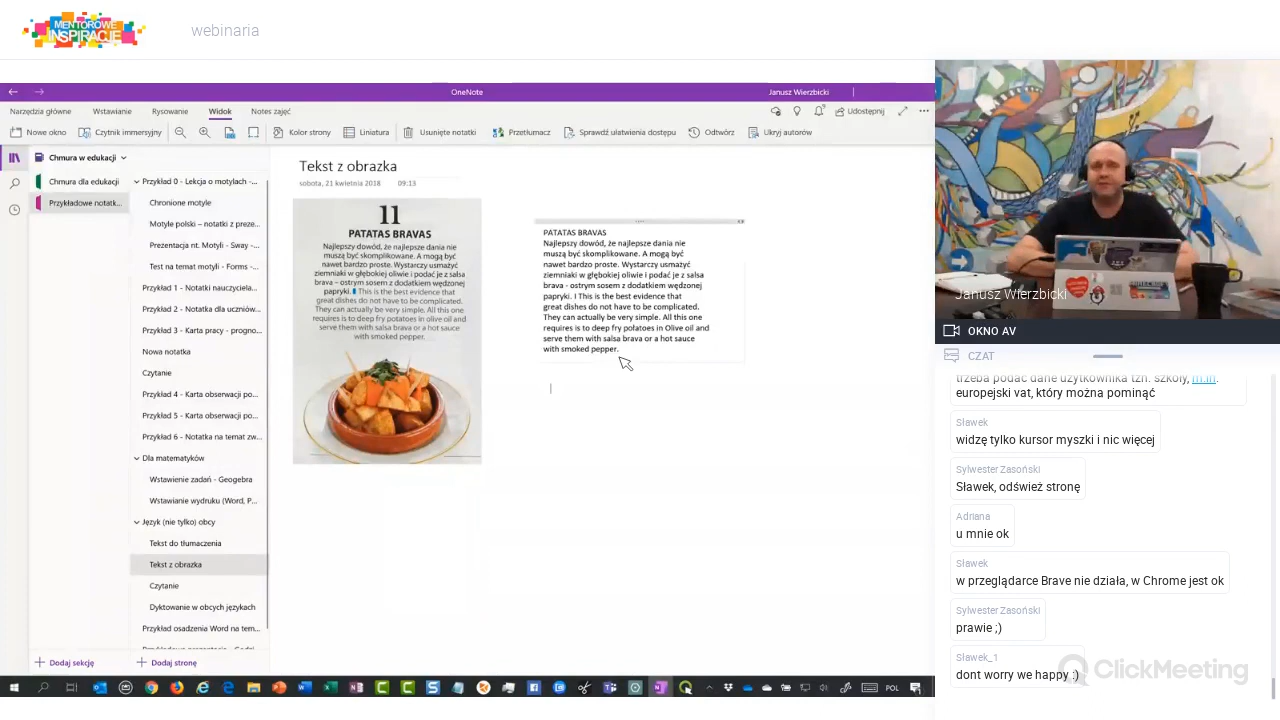 MENTOROWE
INSPIRACJE
webinaria
OneNote
Janusz Wierzbicki
Narzędzia główne
Wstawianie
Rysowanie
Widok
Notes zajęć
Udostępnij
Nowe okno
Czytnik immersyjny
Kolor strony
Liniatura
Usunięte notatki
Przetłumacz
Sprawdź ułatwienia dostępu
Odtwórz
Ukryj autorów
Chmura w edukacji
Chmura dla edukacji
Przykładowe notatk...
Przykład 0 - Lekcja o motylach -...
Chronione motyle
Motyle polski – notatki z preze...
Prezentacja nt. Motyli - Sway -...
Test na temat motyli - Forms -...
Przykład 1 - Notatki nauczyciela...
Przykład 2 - Notatka dla uczniów...
Przykład 3 - Karta pracy - progno...
Nowa notatka
Czytanie
Przykład 4 - Karta obserwacji po...
Przykład 5 - Karta obserwacji po...
Przykład 6 - Notatka na temat zw...
Dla matematyków
Wstawienie zadań - Geogebra
Wstawianie wydruku (Word, P...
Język (nie tylko) obcy
Tekst do tłumaczenia
Tekst z obrazka
Czytanie
Dyktowanie w obcych językach
Przykład osadzenia Word na tem...
Dodaj sekcję
Dodaj stronę
Tekst z obrazka
sobota, 21 kwietnia 2018 09:13
11
PATATAS BRAVAS
Najlepszy dowód, że najlepsze dania nie
muszą być skomplikowane. A mogą być
nawet bardzo proste. Wystarczy usmażyć
ziemniaki w głębokiej oliwie i podać je z salsa
brava – ostrym sosem z dodatkiem wędzonej
papryki. This is the best evidence that
great dishes do not have to be complicated.
They can actually be very simple. All this one
requires is to deep fry potatoes in olive oil and
serve them with salsa brava or a hot sauce
with smoked pepper.
PATATAS BRAVAS
Najlepszy dowód, że najlepsze dania nie
muszą być skomplikowane. A mogą być
nawet bardzo proste. Wystarczy usmażyć
ziemniaki w głębokiej oliwie i podać je z salsa
brava - ostrym sosem z dodatkiem wędzonej
papryki. I This is the best evidence that
great dishes do not have to be complicated.
They can actually be very simple. All this one
requires is to deep fry polatoes in Olive oil and
serve them with salsa brava or a hot sauce
with smoked pepper.
POL
Janusz Wierzbicki
OKNO AV
CZAT
trzeba podać dane użytkownika tzn. szkoły, m.in.
europejski vat, który można pominąć
Sławek
widzę tylko kursor myszki i nic więcej
Sylwester Zasoński
Sławek, odśwież stronę
Adriana
u mnie ok
Sławek
w przeglądarce Brave nie działa, w Chrome jest ok
Sylwester Zasoński
prawie ;)
Sławek_1
dont worry we happy :)
ClickMeeting